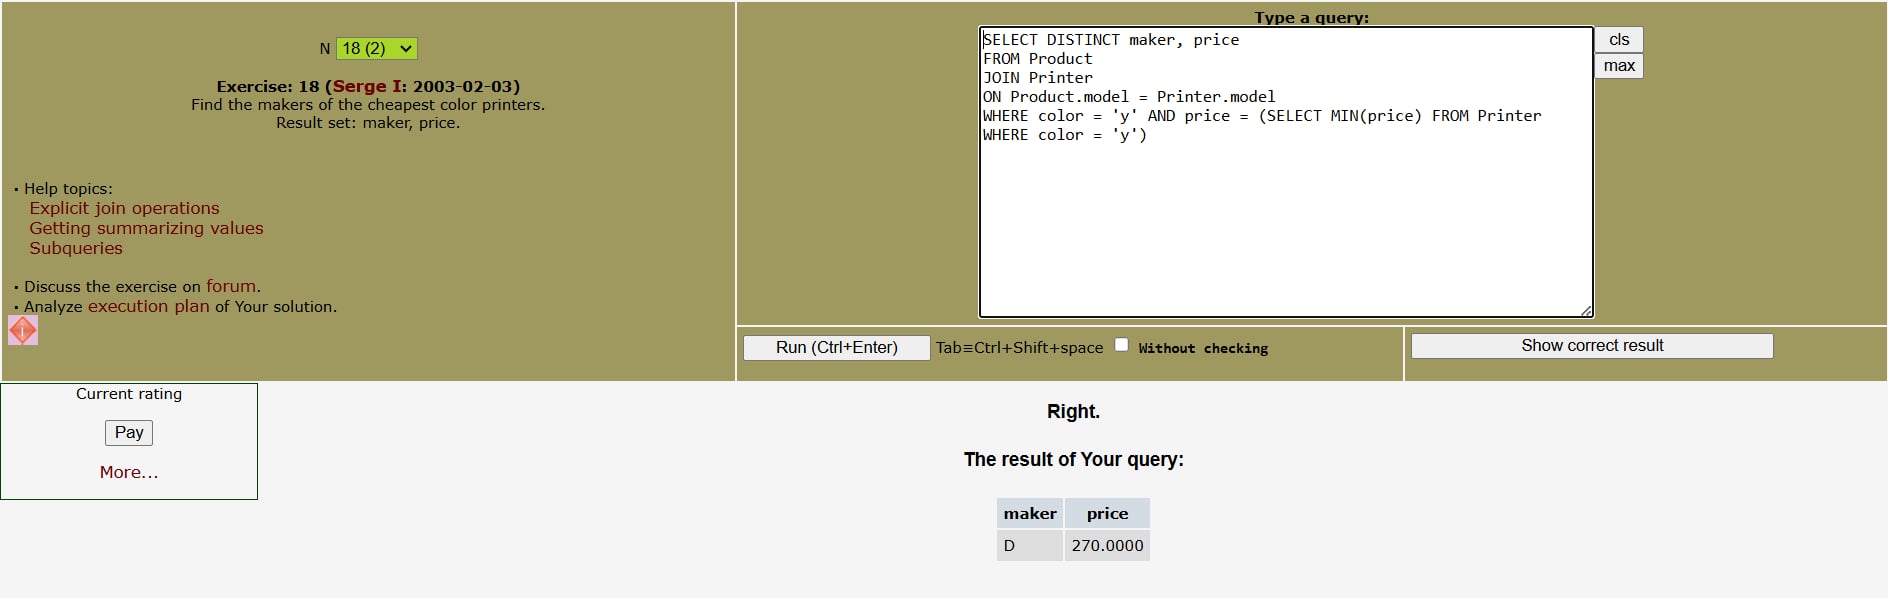 N 18 (2)
Exercise: 18 (Serge I: 2003-02-03)
Find the makers of the cheapest color printers.
Result set: maker, price.
· Help topics:
Explicit join operations
Getting summarizing values
Subqueries
· Discuss the exercise on forum.
· Analyze execution plan of Your solution.
Type a query:
SELECT DISTINCT maker, price
FROM Product
JOIN Printer
ON Product.model = Printer.model
WHERE color = 'y' AND price = (SELECT MIN(price) FROM Printer
WHERE color = 'y')
cls
max
Run (Ctrl+Enter) Tab≡Ctrl+Shift+space Without checking
Show correct result
Current rating
Pay
More...
Right.
The result of Your query:
maker price
D 270.0000